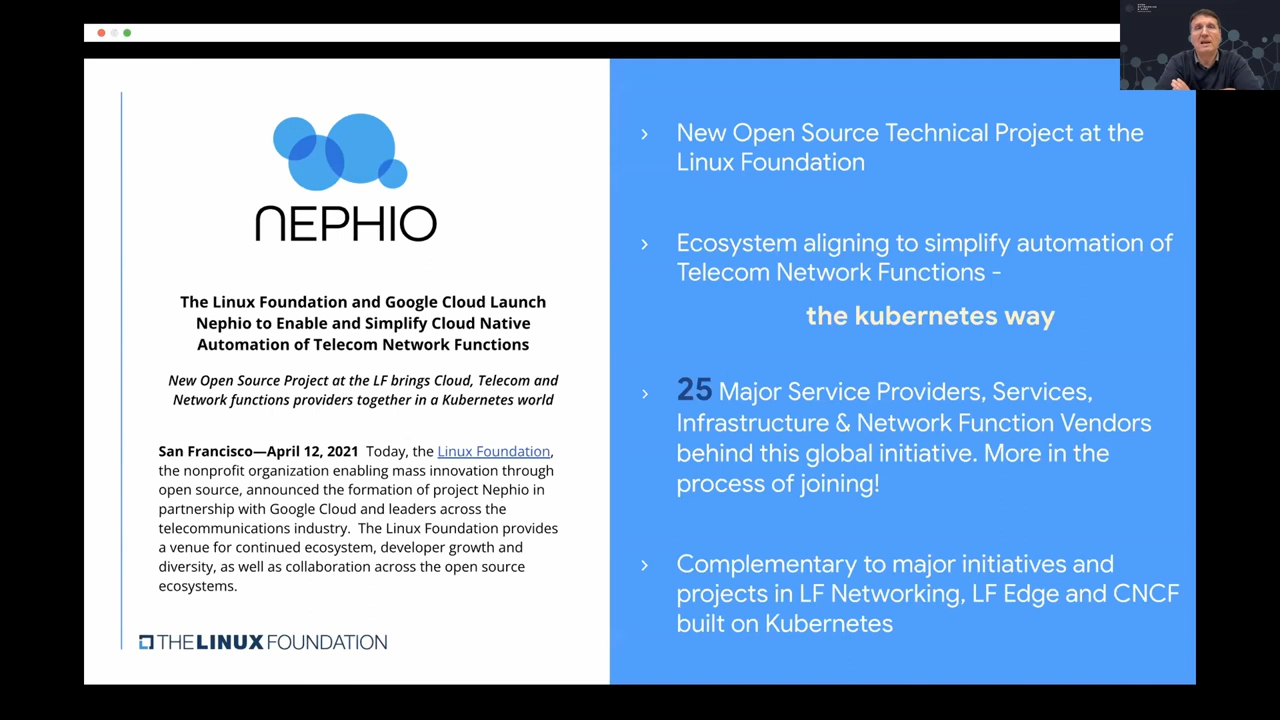 NEPHIO
The Linux Foundation and Google Cloud Launch
Nephio to Enable and Simplify Cloud Native
Automation of Telecom Network Functions
New Open Source Project at the LF brings Cloud, Telecom and
Network functions providers together in a Kubernetes world
San Francisco—April 12, 2021 Today, the Linux Foundation,
the nonprofit organization enabling mass innovation through
open source, announced the formation of project Nephio in
partnership with Google Cloud and leaders across the
telecommunications industry. The Linux Foundation provides
a venue for continued ecosystem, developer growth and
diversity, as well as collaboration across the open source
ecosystems.
THE LINUX FOUNDATION
› New Open Source Technical Project at the
Linux Foundation
› Ecosystem aligning to simplify automation of
Telecom Network Functions -
the kubernetes way
› 25 Major Service Providers, Services,
Infrastructure & Network Function Vendors
behind this global initiative. More in the
process of joining!
› Complementary to major initiatives and
projects in LF Networking, LF Edge and CNCF
built on Kubernetes